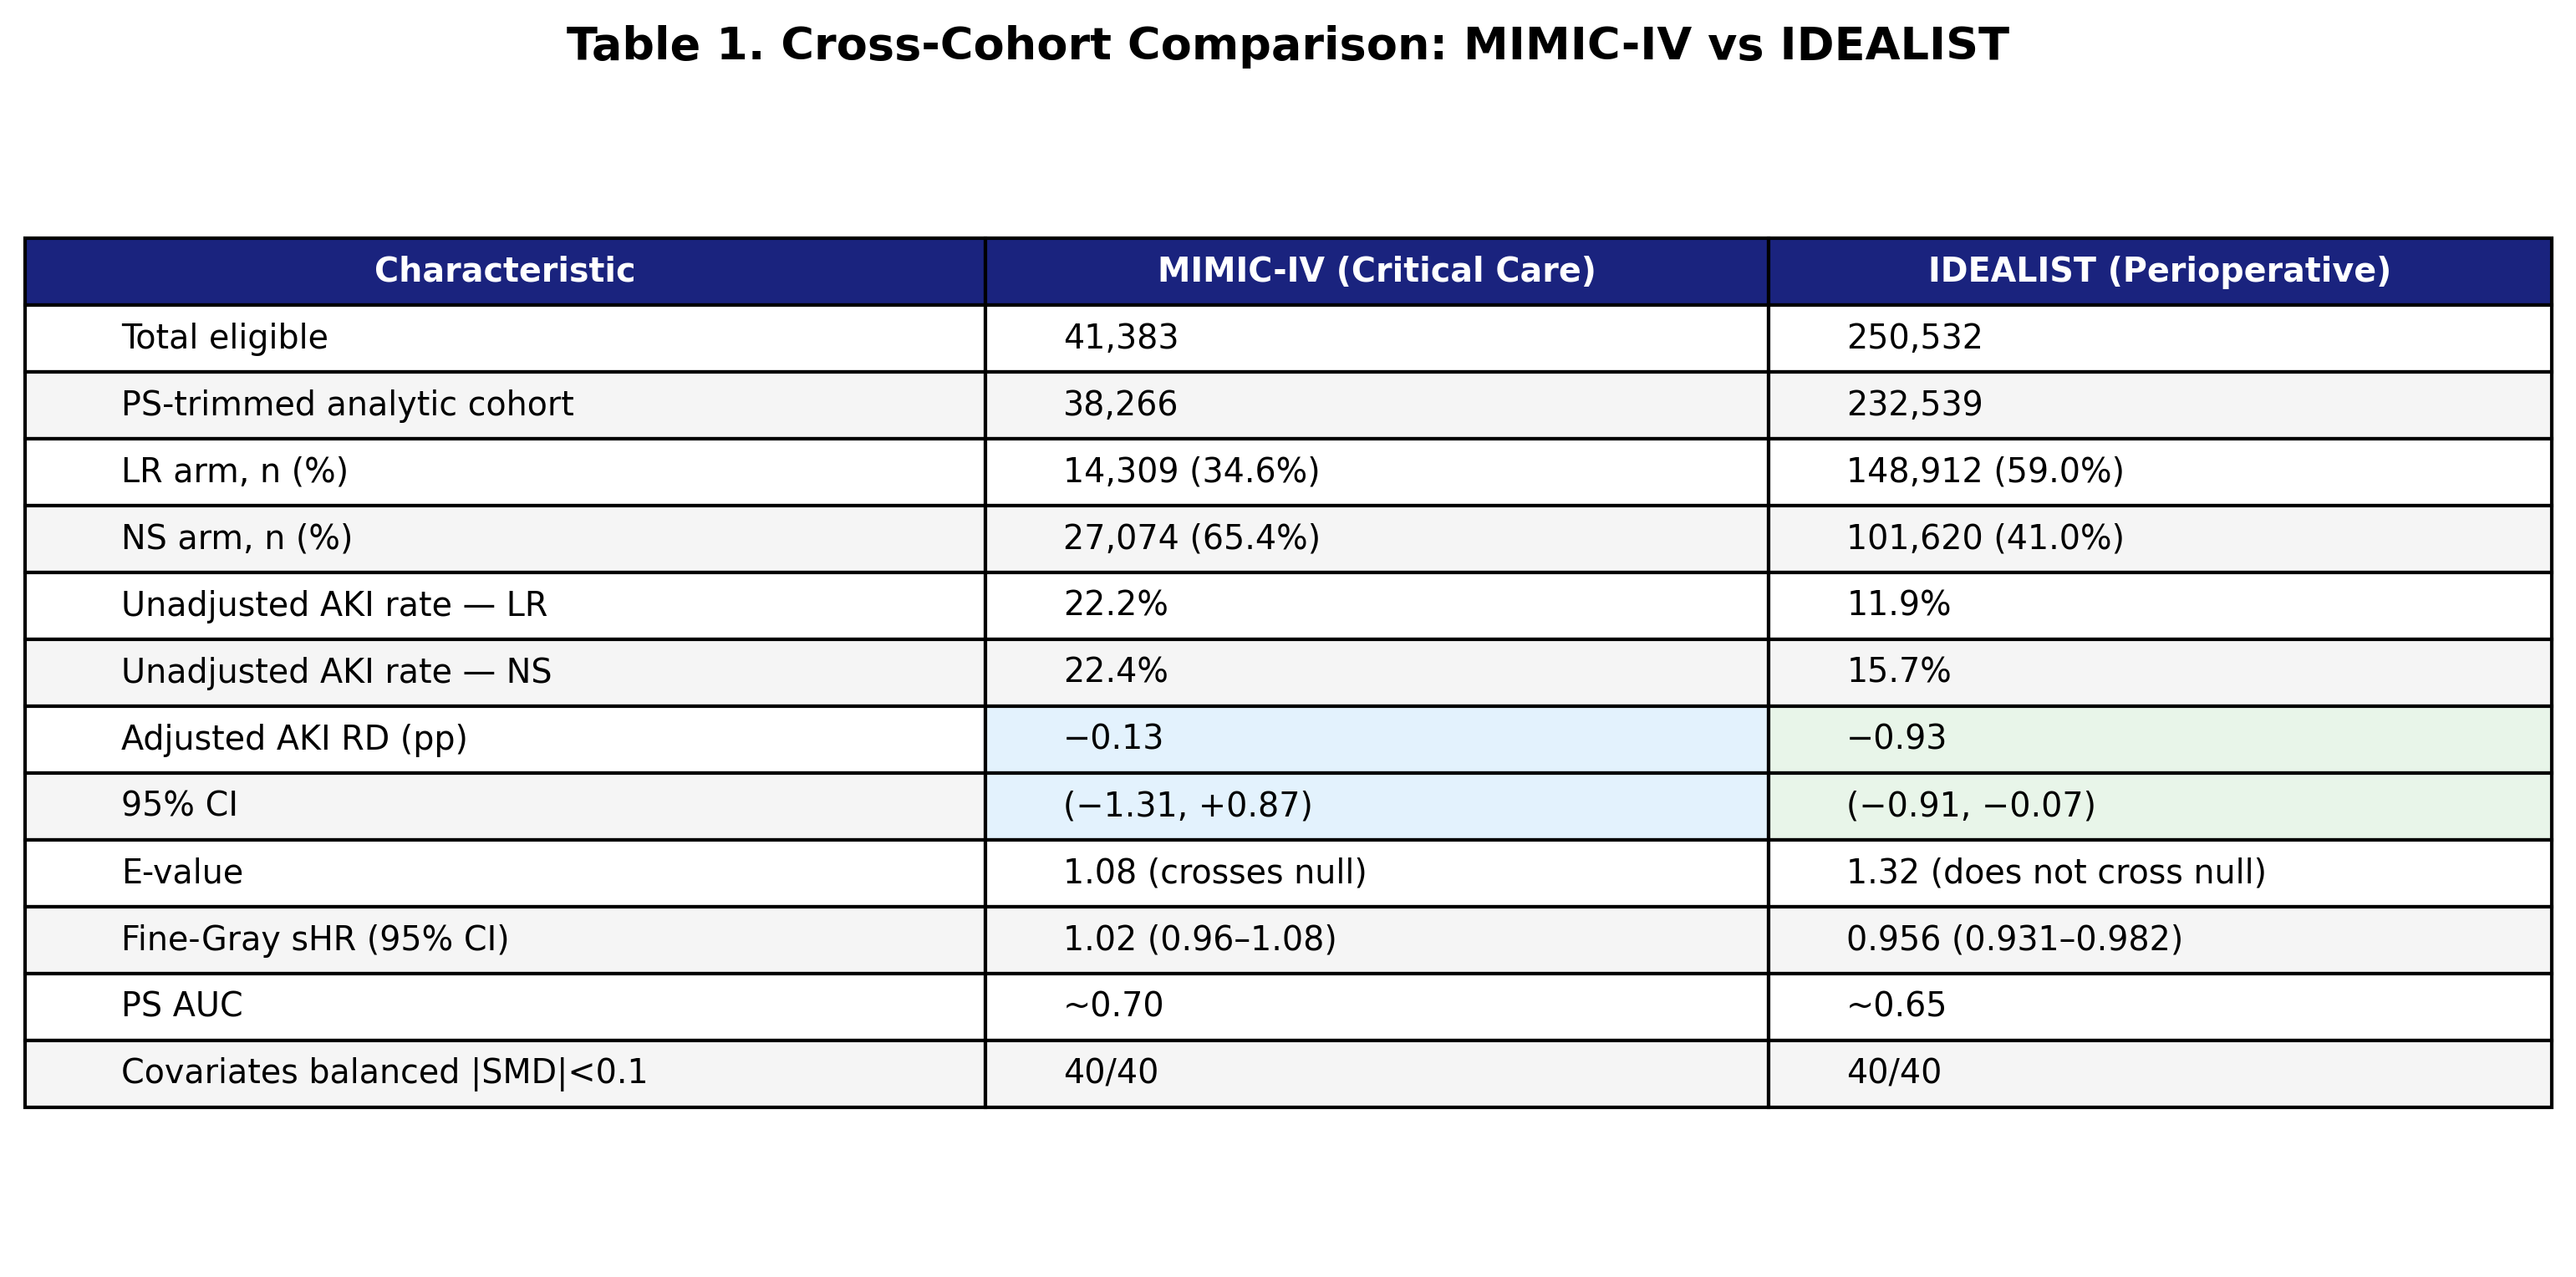 Table 1. Cross-Cohort Comparison: MIMIC-IV vs IDEALIST
Characteristic MIMIC-IV (Critical Care) IDEALIST (Perioperative)
Total eligible 41,383 250,532
PS-trimmed analytic cohort 38,266 232,539
LR arm, n (%) 14,309 (34.6%) 148,912 (59.0%)
NS arm, n (%) 27,074 (65.4%) 101,620 (41.0%)
Unadjusted AKI rate — LR 22.2% 11.9%
Unadjusted AKI rate — NS 22.4% 15.7%
Adjusted AKI RD (pp) −0.13 −0.93
95% CI (−1.31, +0.87) (−0.91, −0.07)
E-value 1.08 (crosses null) 1.32 (does not cross null)
Fine-Gray sHR (95% CI) 1.02 (0.96–1.08) 0.956 (0.931–0.982)
PS AUC ~0.70 ~0.65
Covariates balanced |SMD|<0.1 40/40 40/40